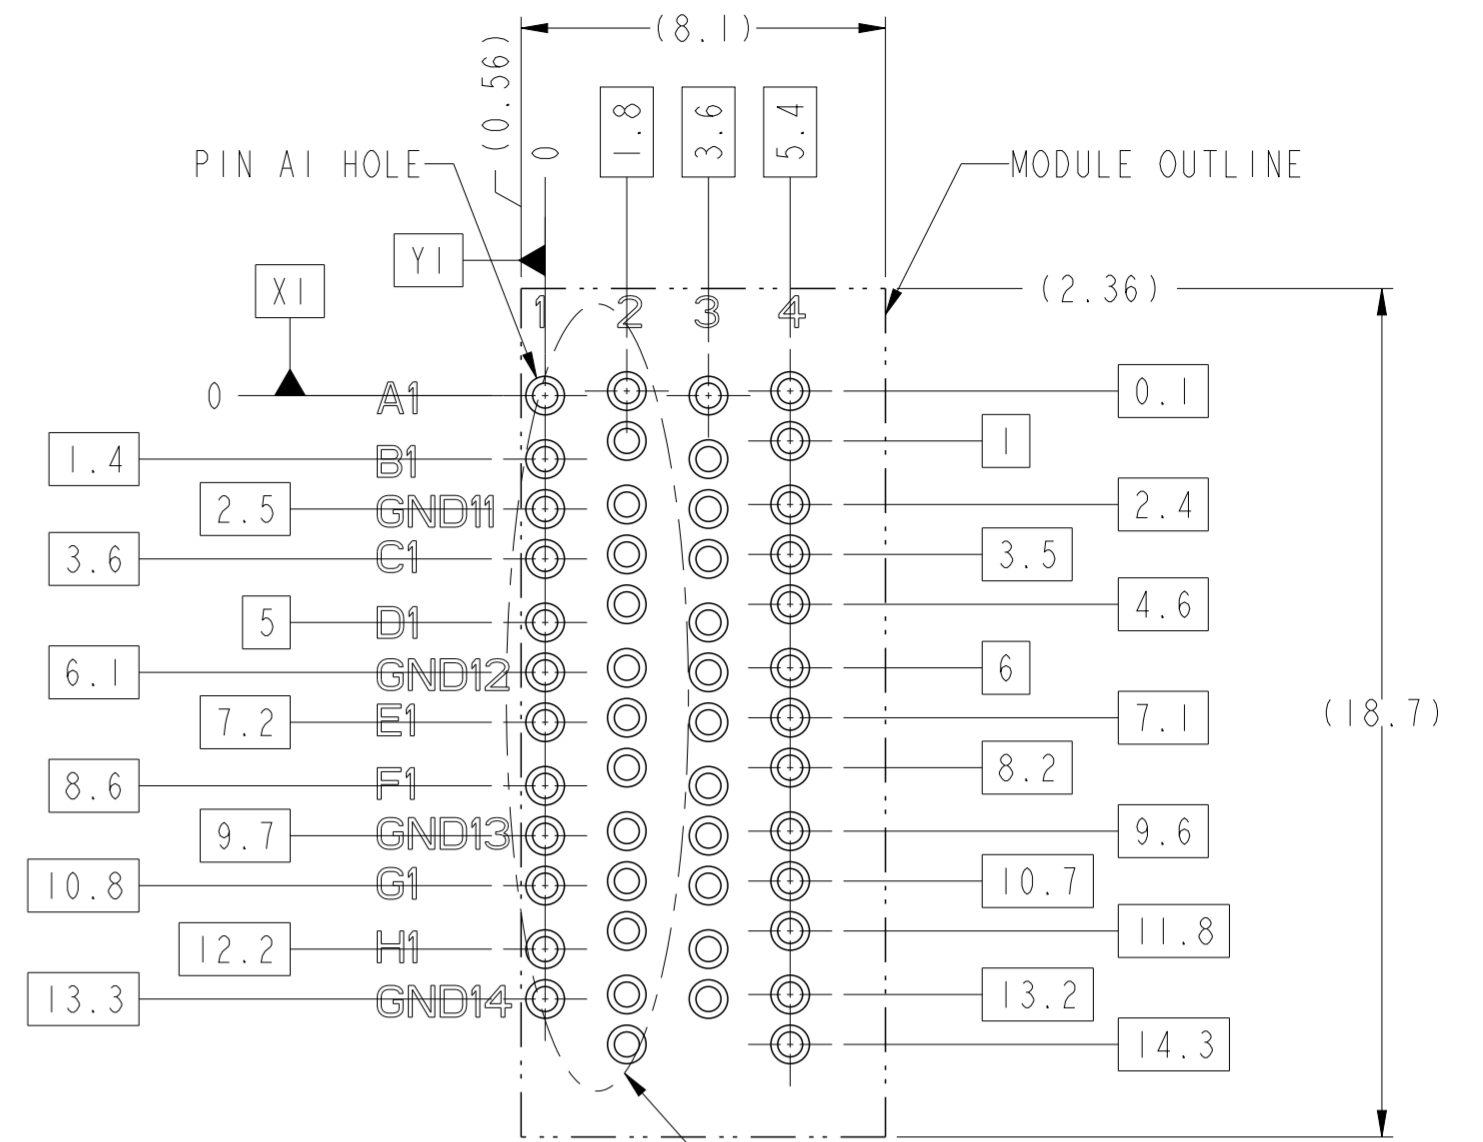 (8.1)
(0.56)
0
1.8
3.6
5.4
PIN A1 HOLE
MODULE OUTLINE
Y1
X1
(2.36)
1 2 3 4
0 A1 0.1
1
1.4 B1
2.5 GND11 2.4
3.6 C1 3.5
4.6
5 D1
6.1 GND12 6
7.2 E1 7.1
(18.7)
8.2
8.6 F1
9.7 GND13 9.6
10.8 G1 10.7
11.8
12.2 H1
13.3 GND14 13.2
14.3